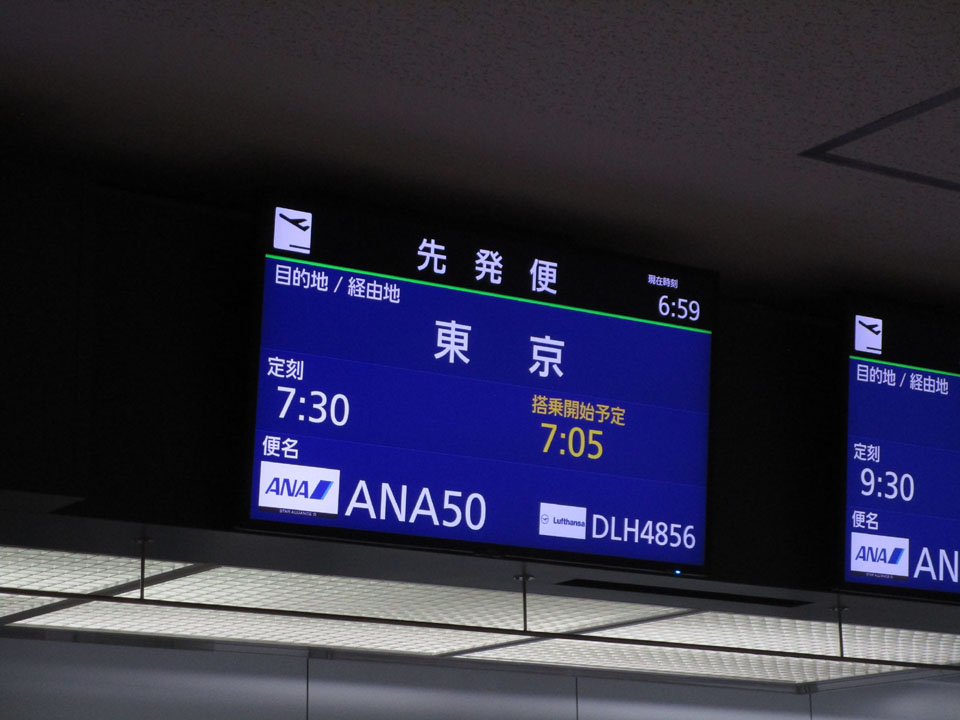 先発便
現在時刻
6:59
目的地 / 経由地
東京
定刻
7:30
搭乗開始予定
7:05
便名
ANA
ANA50
Lufthansa
DLH4856
目的地 / 経由地
定刻
9:30
便名
ANA
AN